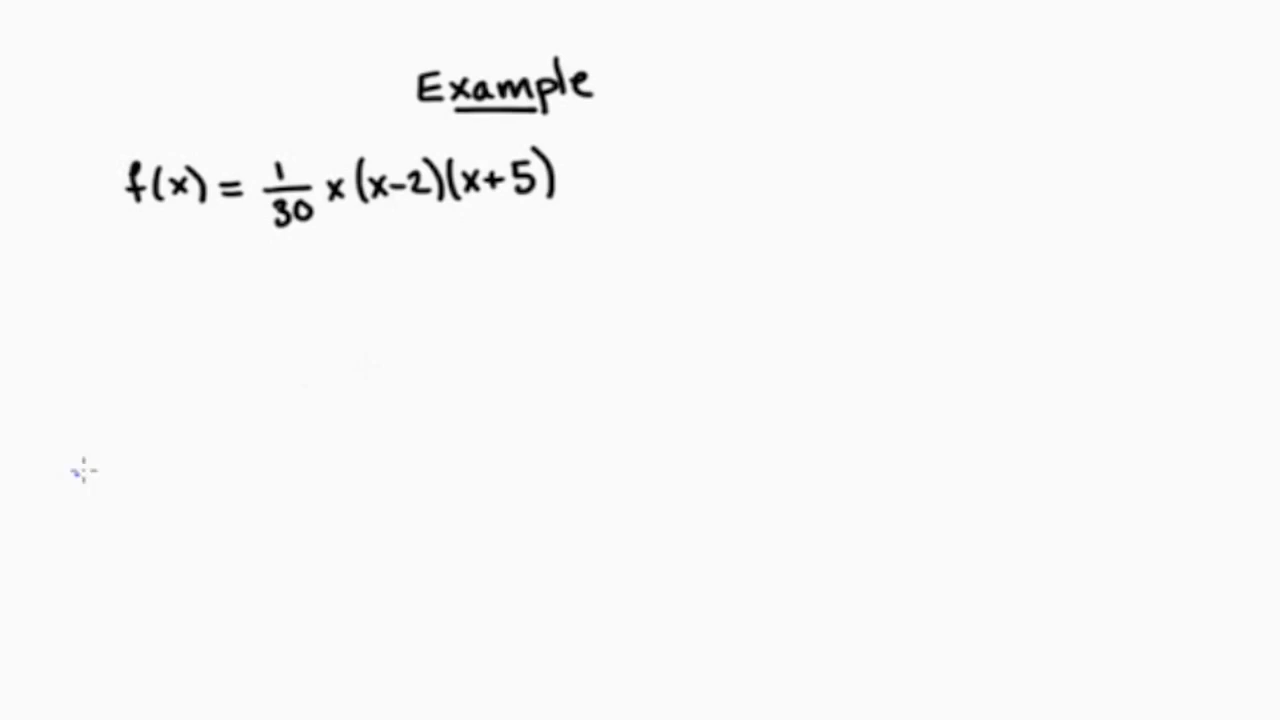 Example
f(x) = 1/30 x(x-2)(x+5)